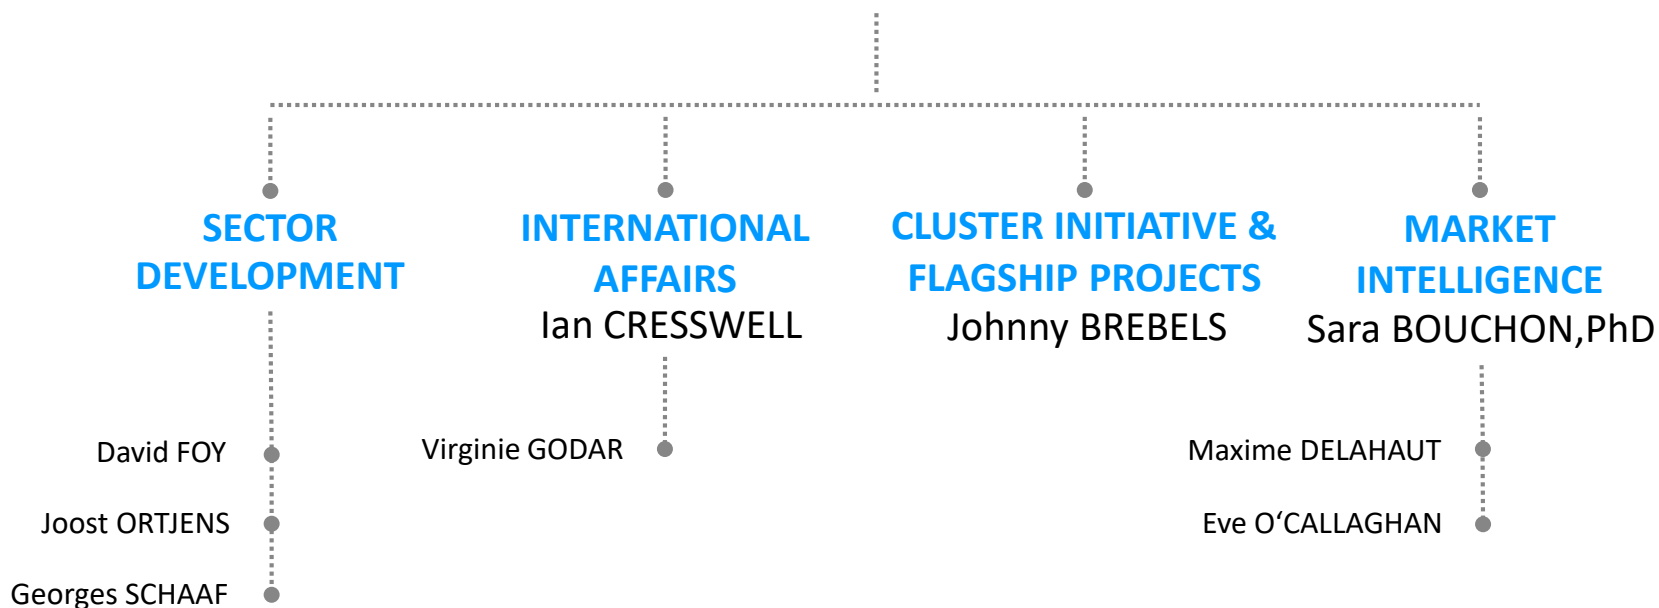 SECTOR
DEVELOPMENT
INTERNATIONAL
AFFAIRS
Ian CRESSWELL
CLUSTER INITIATIVE &
FLAGSHIP PROJECTS
Johnny BREBELS
MARKET
INTELLIGENCE
Sara BOUCHON,PhD
David FOY
Joost ORTJENS
Georges SCHAAF
Virginie GODAR
Maxime DELAHAUT
Eve O‘CALLAGHAN